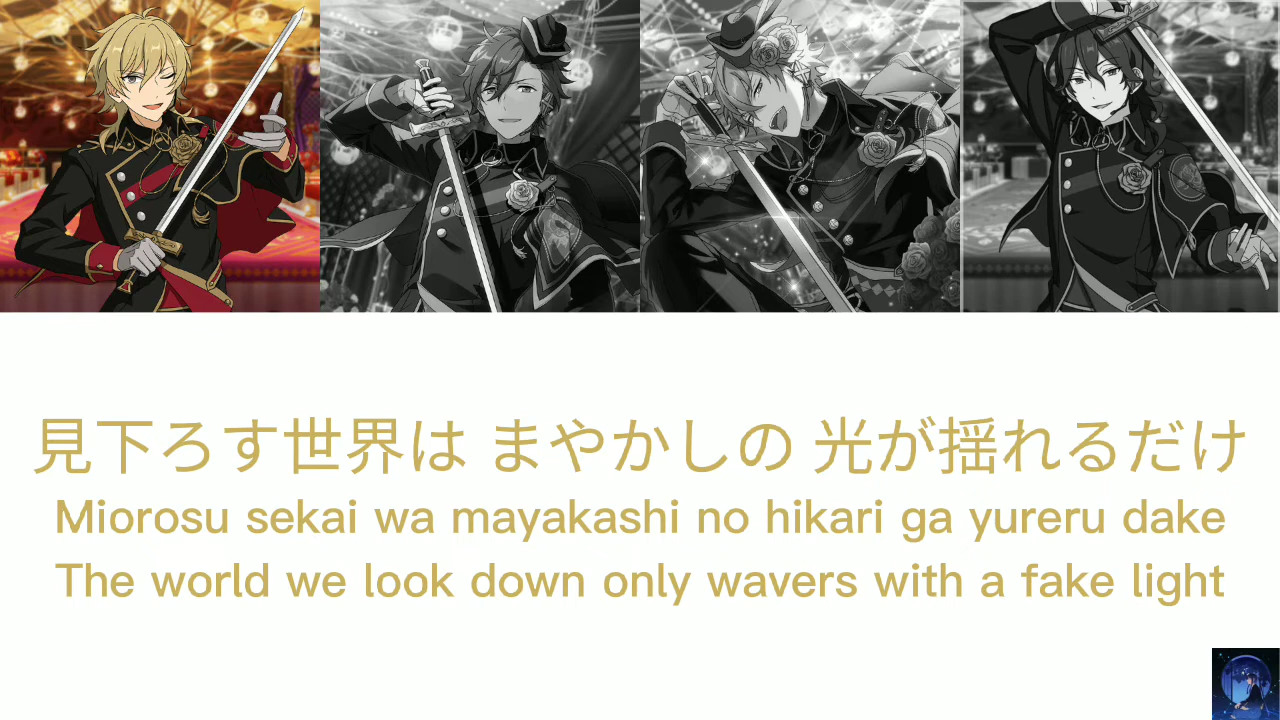 見下ろす世界は まやかしの 光が揺れるだけ
Miorosu sekai wa mayakashi no hikari ga yureru dake
The world we look down only wavers with a fake light